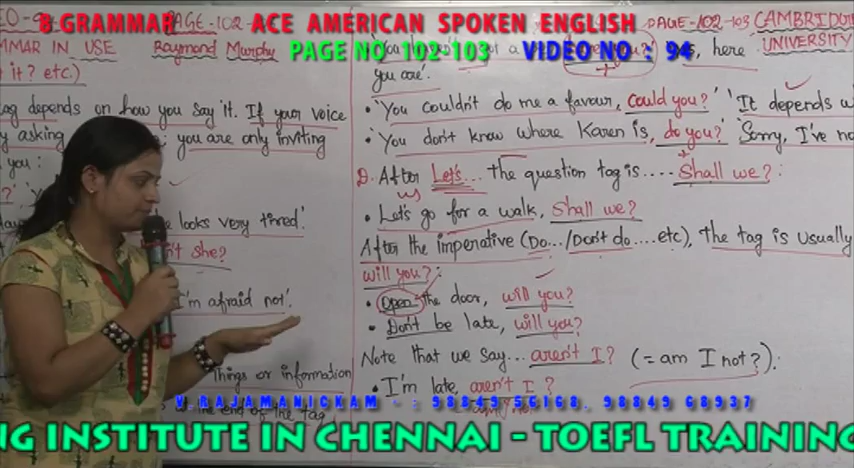 B GRAMMAR PAGE-102- ACE AMERICAN SPOKEN ENGLISH PAGE-102-103 CAMBRIDGE
MMAR IN USE Raymond Murphy PAGE NO 102-103 VIDEO NO : 94 UNIVERSITY
t it? etc.)
ag depends on how you say it. If your voice
y asking you are only inviting
you:
looks very tired.'
't she?
I'm afraid not'.
Things or information
the end of the tag
here
you are'.
• 'You couldn't do me a favour, could you?' 'It depends w
• 'You don't know where Karen is, do you?' 'Sorry, I've no
D. After Let's... the question tag is.... Shall we?:
• Let's go for a walk, Shall we?
After the imperative (Do.../Don't do....etc), the tag is usually
will you?:
• Open the door, will you?
• Don't be late, will you?
Note that we say... aren't I? (= am I not?):
• I'm late, aren't I?
V.RAJAMANICKAM - : 98849 56168, 98849 68937
NG INSTITUTE IN CHENNAI - TOEFL TRAINING